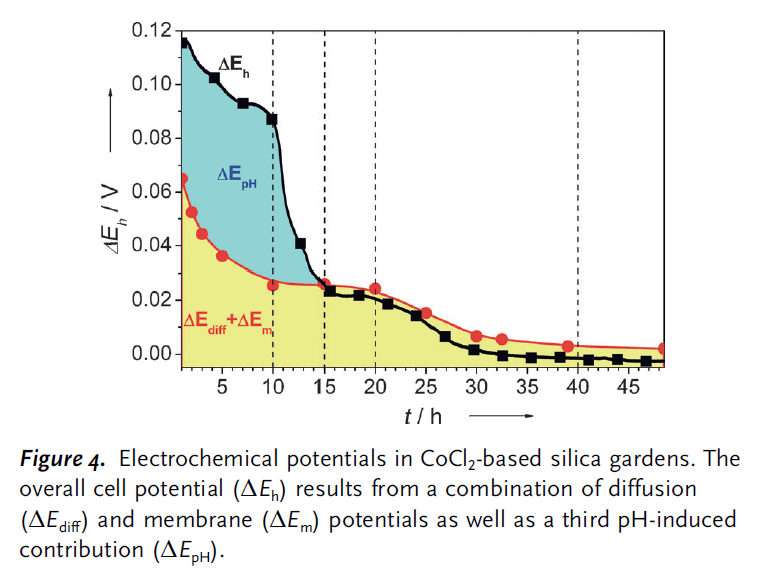 0.12
0.10
0.08
0.06
0.04
0.02
0.00
ΔE_h / V
ΔE_h
ΔE_pH
ΔE_diff+ΔE_m
5 10 15 20 25 30 35 40 45
t / h
Figure 4. Electrochemical potentials in CoCl₂-based silica gardens. The
overall cell potential (ΔE_h) results from a combination of diffusion
(ΔE_diff) and membrane (ΔE_m) potentials as well as a third pH-induced
contribution (ΔE_pH).